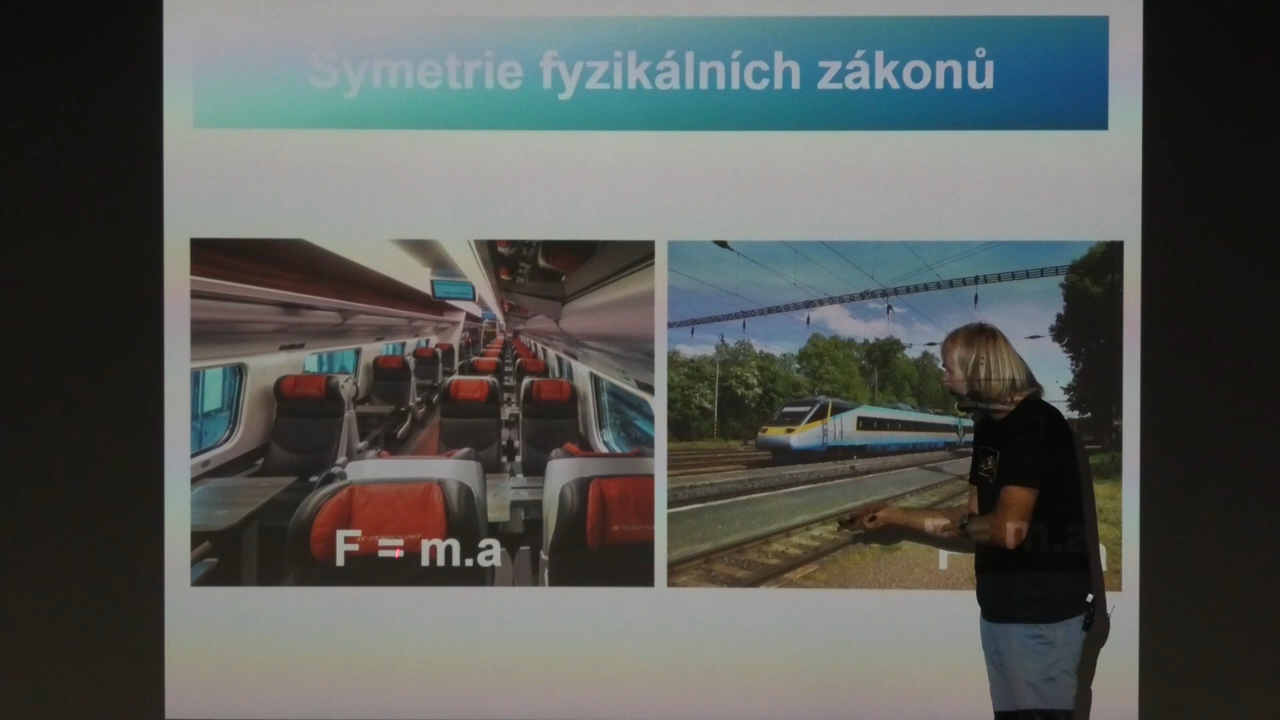 Symetrie fyzikálních zákonů
F = m.a
F = m.a